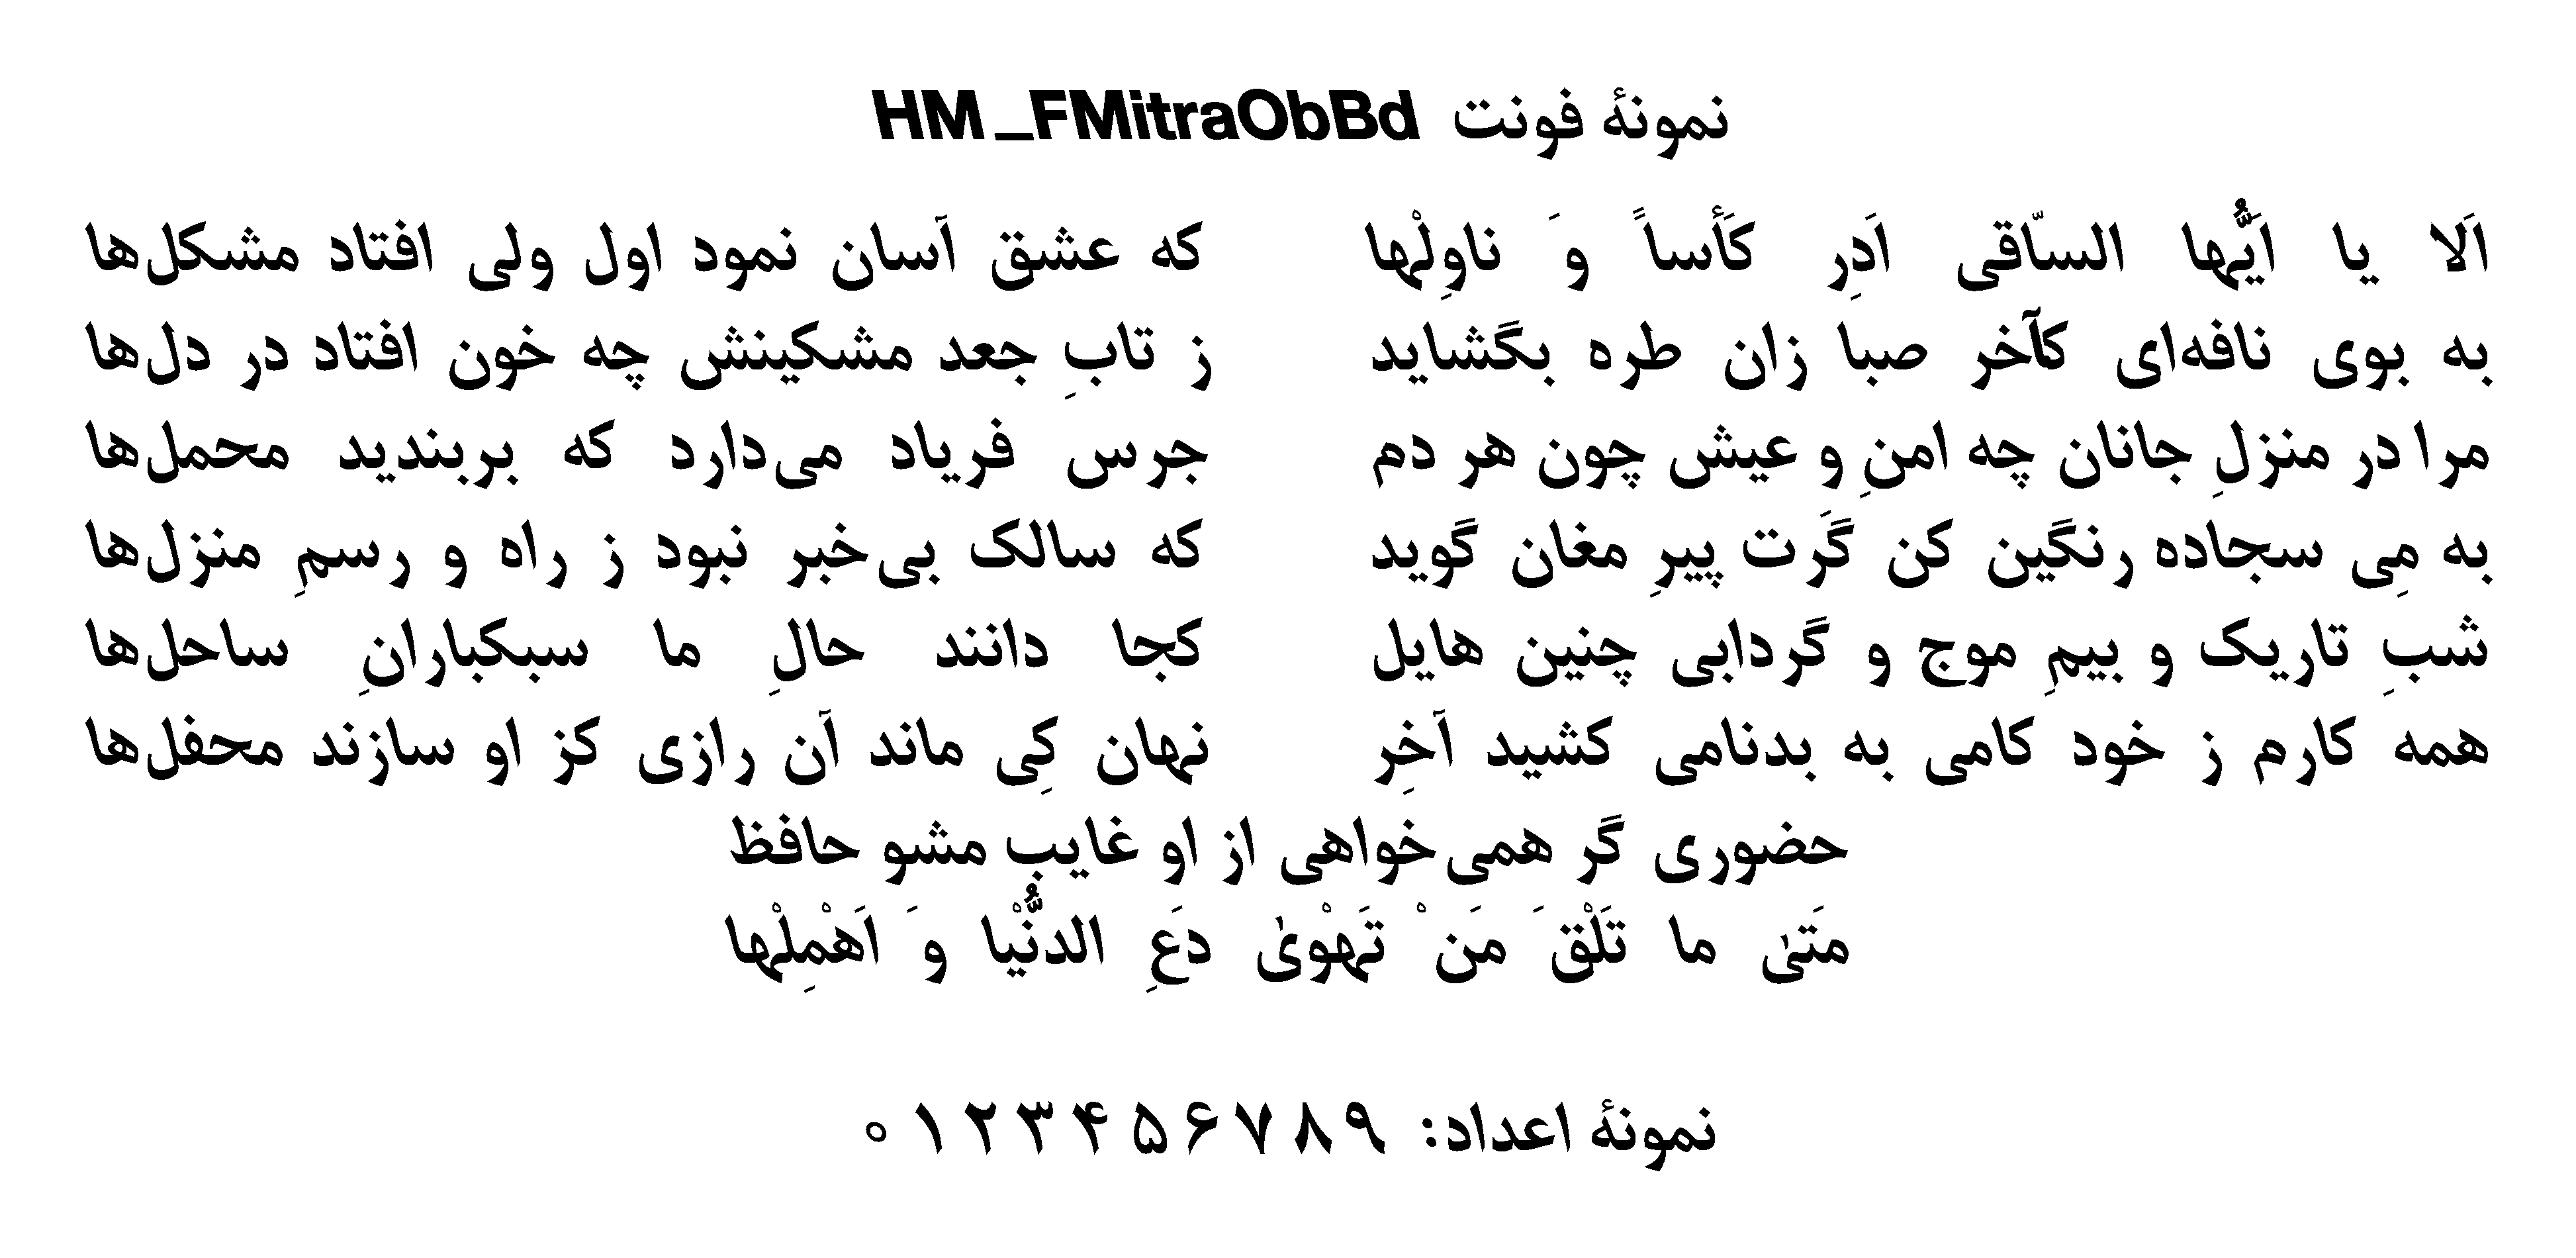 نمونهٔ فونت HM_FMitraObBd
اَلا یا اَیُّها السّاقی اَدِر کَأساً وَ ناوِلْها که عشق آسان نمود اول ولی افتاد مشکل‌ها
به بوی نافه‌ای کآخر صبا زان طره بگشاید ز تابِ جعد مشکینش چه خون افتاد در دل‌ها
مرا در منزلِ جانان چه امنِ و عیش چون هر دم جرس فریاد می‌دارد که بربندید محمل‌ها
به مِی سجاده رنگین کن گَرت پیرِ مغان گوید که سالک بی‌خبر نبود ز راه و رسمِ منزل‌ها
شبِ تاریک و بیمِ موج و گردابی چنین هایل کجا دانند حالِ ما سبکبارانِ ساحل‌ها
همه کارم ز خود کامی به بدنامی کشید آخِر نهان کِی ماند آن رازی کز او سازند محفل‌ها
حضوری گر همی‌خواهی از او غایب مشو حافظ
مَتیٰ ما تَلْقَ مَنْ تَهْویٰ دَعِ الدُّنْیا وَ اَهْمِلْها
نمونهٔ اعداد: ۹ ۸ ۷ ۶ ۵ ۴ ۳ ۲ ۱ ۰